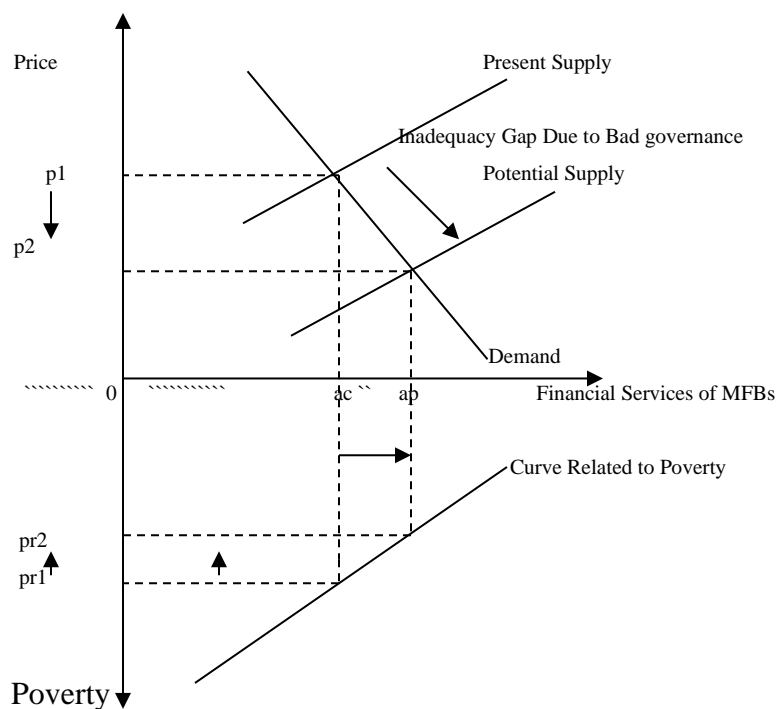 Price
Present Supply
Inadequacy Gap Due to Bad governance
p1
Potential Supply
p2
Demand
`````````` 0 ``````````` ac `` ap Financial Services of MFBs
Curve Related to Poverty
pr2
pr1
Poverty